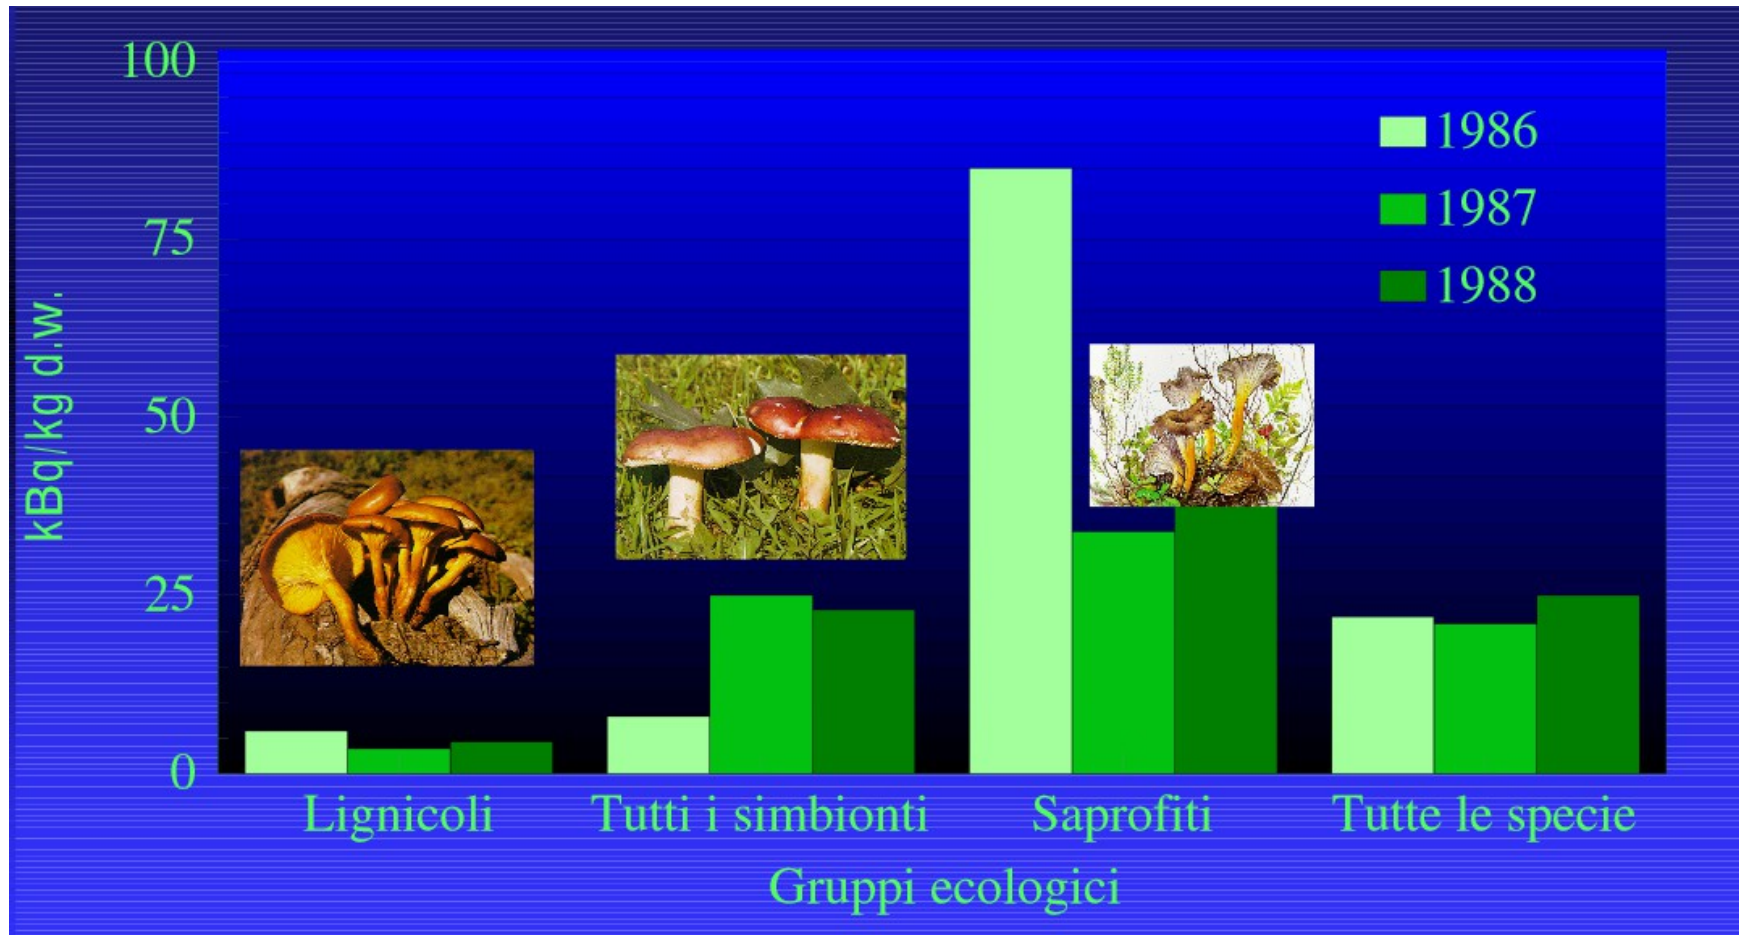 100
75
50
25
0
kBq/kg d.w.
1986
1987
1988
Lignicoli
Tutti i simbionti
Saprofiti
Tutte le specie
Gruppi ecologici